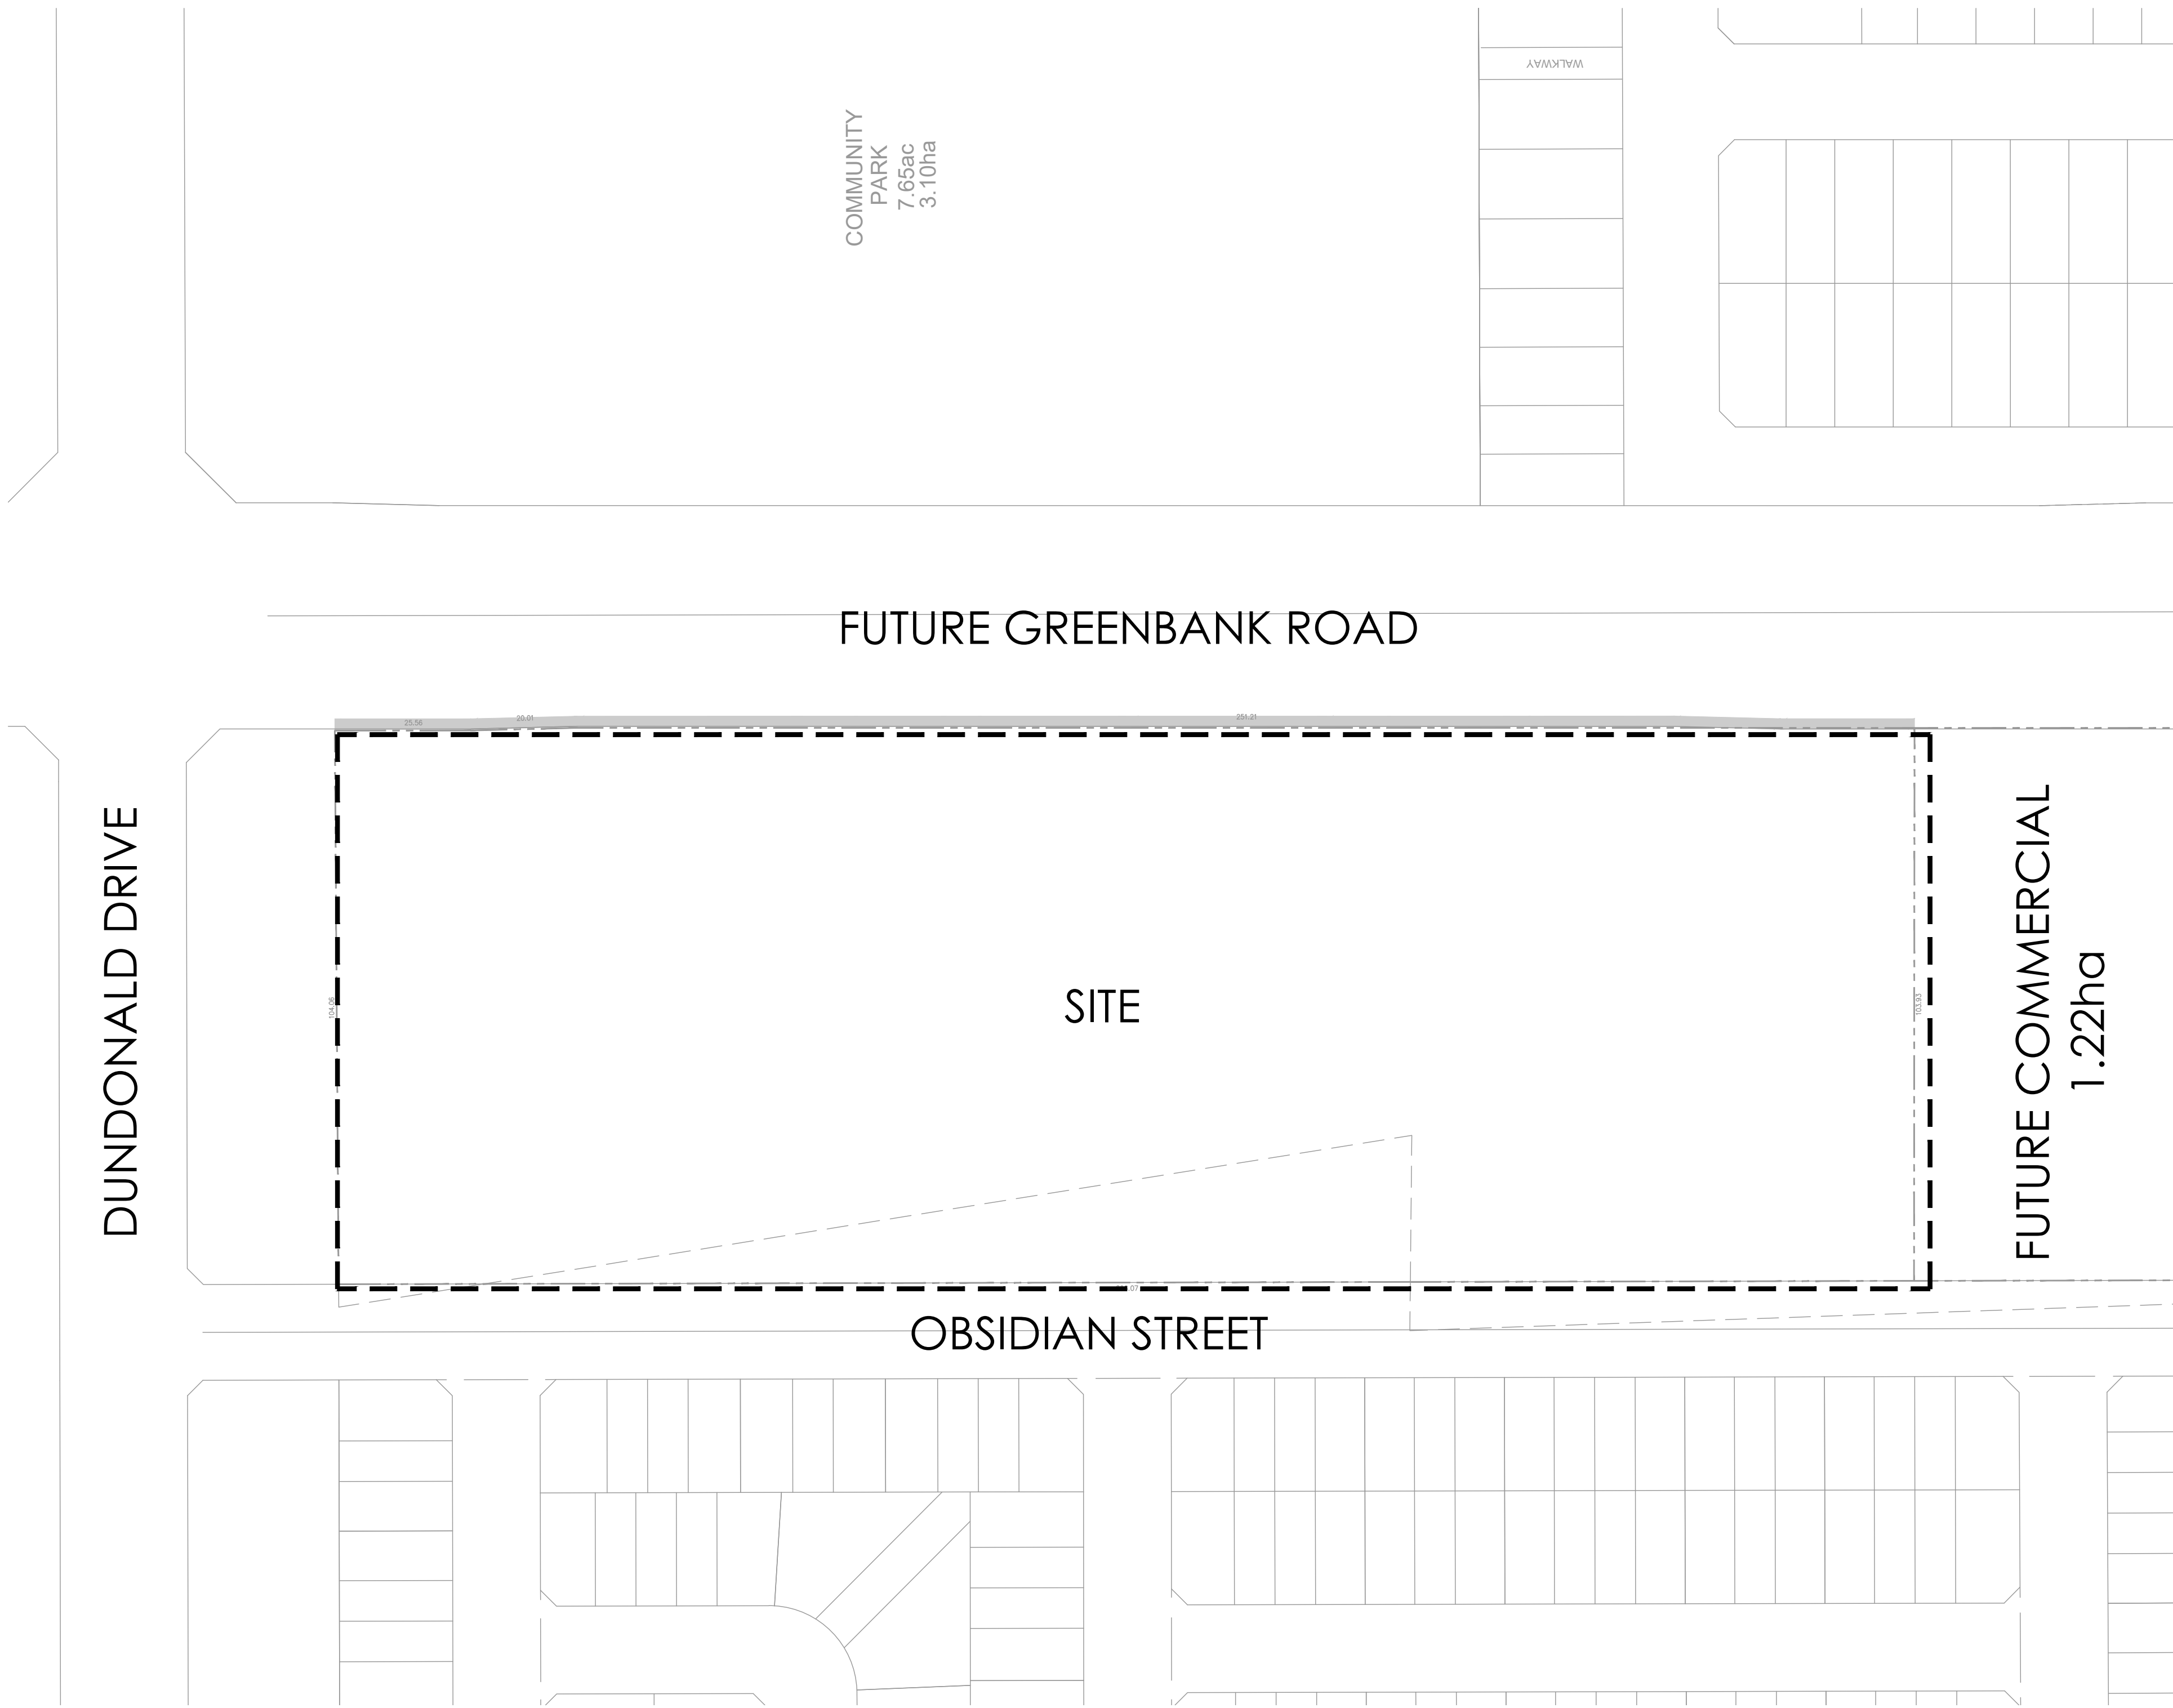 WALKWAY
COMMUNITY
PARK
7.65ac
3.10ha
FUTURE GREENBANK ROAD
25.56
20.01
251.21
DUNDONALD DRIVE
104.06
SITE
103.93
FUTURE COMMERCIAL
1.22ha
OBSIDIAN STREET